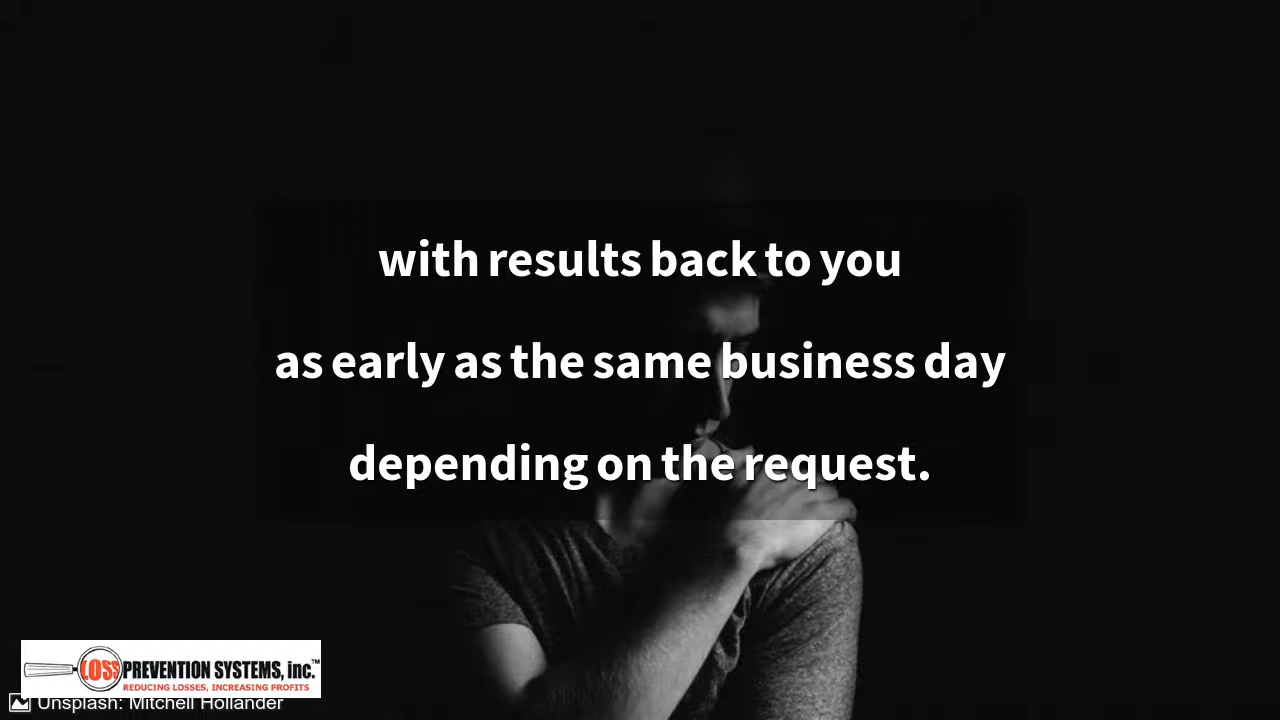 with results back to you
as early as the same business day
depending on the request.
LOSS PREVENTION SYSTEMS, inc.™
REDUCING LOSSES, INCREASING PROFITS
Unsplash: Mitchell Hollander